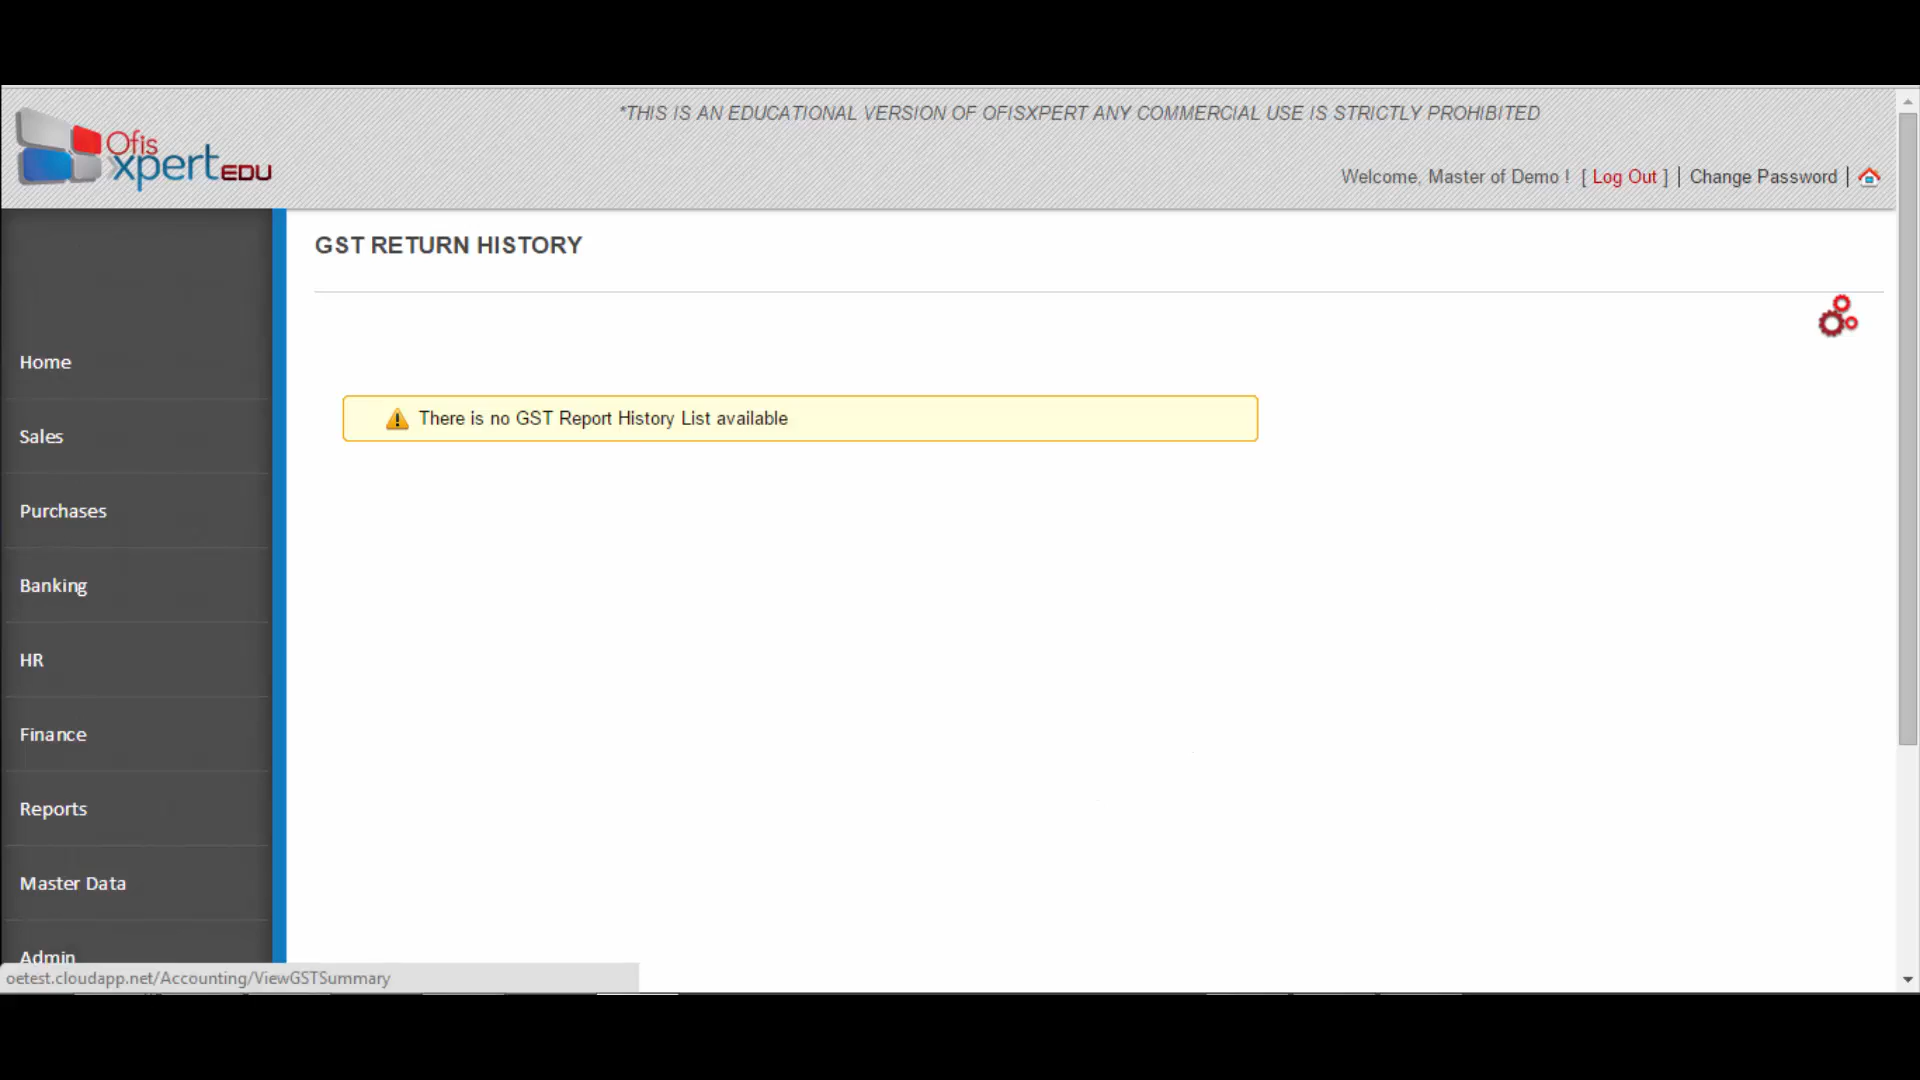 *THIS IS AN EDUCATIONAL VERSION OF OFISXPERT ANY COMMERCIAL USE IS STRICTLY PROHIBITED
Ofis
xpertEDU
Welcome, Master of Demo ! [ Log Out ] | Change Password |
GST RETURN HISTORY
There is no GST Report History List available
Home
Sales
Purchases
Banking
HR
Finance
Reports
Master Data
Admin
oetest.cloudapp.net/Accounting/ViewGSTSummary